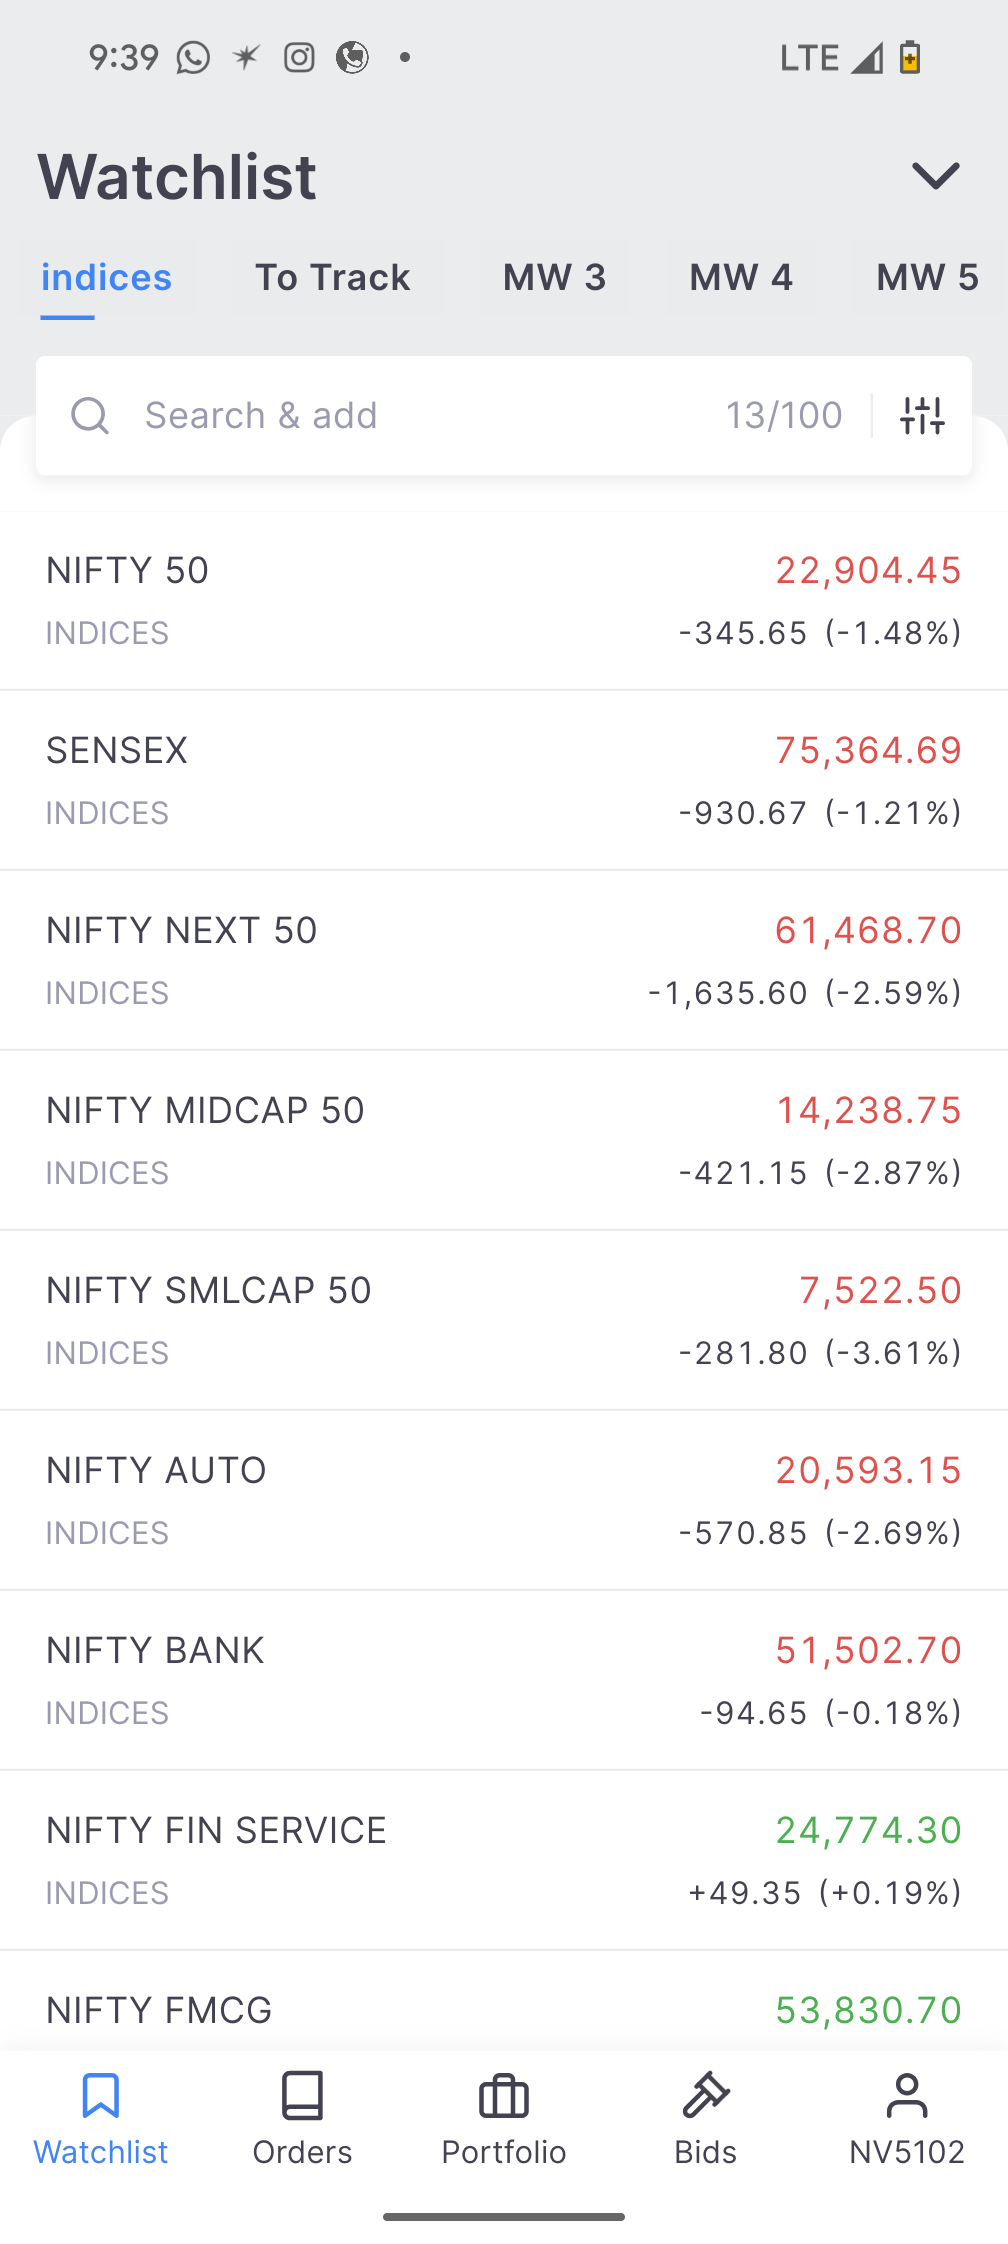 9:39 LTE
Watchlist
indices To Track MW 3 MW 4 MW 5
Search & add 13/100
NIFTY 50 22,904.45
INDICES -345.65 (-1.48%)
SENSEX 75,364.69
INDICES -930.67 (-1.21%)
NIFTY NEXT 50 61,468.70
INDICES -1,635.60 (-2.59%)
NIFTY MIDCAP 50 14,238.75
INDICES -421.15 (-2.87%)
NIFTY SMLCAP 50 7,522.50
INDICES -281.80 (-3.61%)
NIFTY AUTO 20,593.15
INDICES -570.85 (-2.69%)
NIFTY BANK 51,502.70
INDICES -94.65 (-0.18%)
NIFTY FIN SERVICE 24,774.30
INDICES +49.35 (+0.19%)
NIFTY FMCG 53,830.70
Watchlist Orders Portfolio Bids NV5102